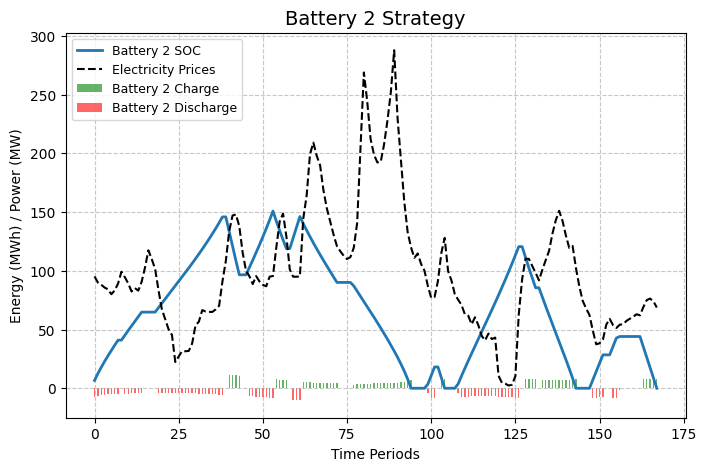 Battery 2 Strategy
Battery 2 SOC
Electricity Prices
Battery 2 Charge
Battery 2 Discharge
Energy (MWh) / Power (MW)
300
250
200
150
100
50
0
0 25 50 75 100 125 150 175
Time Periods